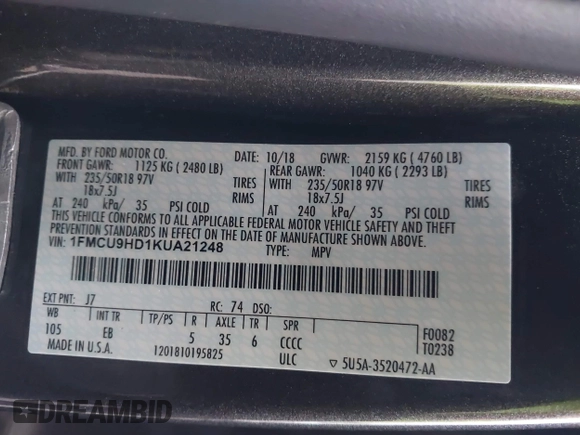 MFD. BY FORD MOTOR CO. DATE: 10/18 GVWR: 2159 KG (4760 LB)
FRONT GAWR: 1125 KG (2480 LB) REAR GAWR: 1040 KG (2293 LB)
WITH 235/50R18 97V TIRES WITH 235/50R18 97V TIRES
18x7.5J RIMS 18x7.5J RIMS
AT 240 kPa/ 35 PSI COLD AT 240 kPa/ 35 PSI COLD
THIS VEHICLE CONFORMS TO ALL APPLICABLE FEDERAL MOTOR VEHICLE SAFETY AND THEFT
PREVENTION STANDARDS IN EFFECT ON THE DATE OF MANUFACTURE SHOWN ABOVE.
VIN: 1FMCU9HD1KUA21248 TYPE: MPV
EXT PNT: J7 RC: 74 DSO:
WB INT TR TP/PS R AXLE TR SPR F0082
105 EB 5 35 6 CCCC T0238
MADE IN U.S.A. 1201810195825 ULC ▽ 5U5A-3520472-AA
DREAMBID